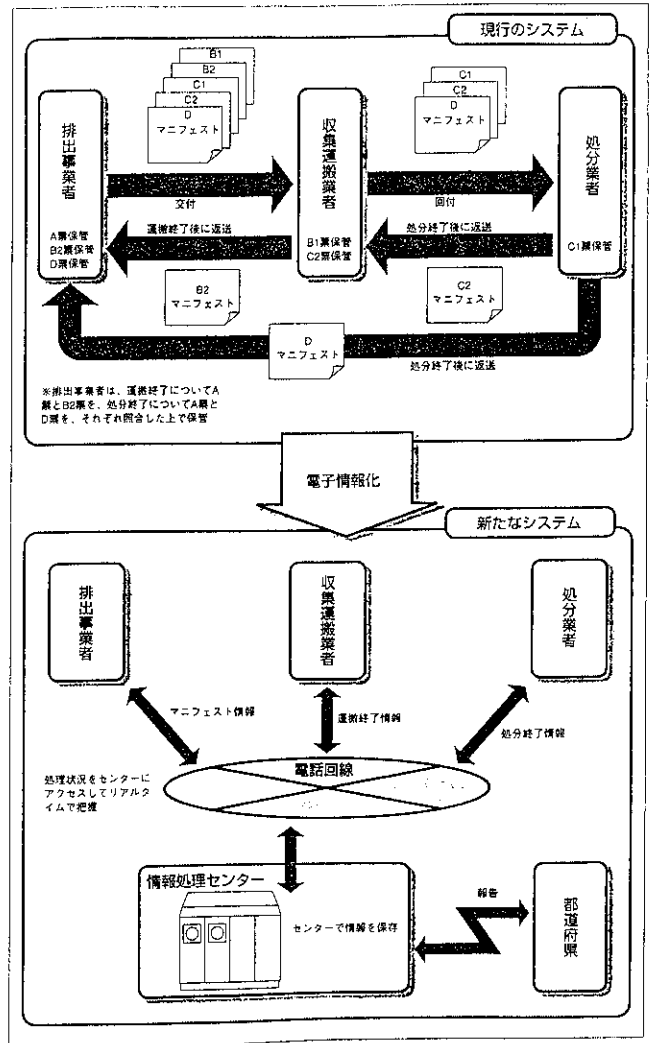 現行のシステム
B1
B2
C1
C2
D
マニフェスト
C1
C2
D
マニフェスト
排出事業者
A票保管
B2票保管
D票保管
収集運搬業者
B1票保管
C2票保管
処分業者
C1票保管
交付
回付
運搬終了後に返送
処分終了後に返送
B2
マニフェスト
C2
マニフェスト
D
マニフェスト
処分終了後に返送
※排出事業者は、運搬終了についてA
票とB2票を、処分終了についてA票と
D票を、それぞれ照合した上で保管
電子情報化
新たなシステム
排出事業者
収集運搬業者
処分業者
マニフェスト情報
運搬終了情報
処分終了情報
電話回線
処理状況をセンターに
アクセスしてリアルタ
イムで把握
情報処理センター
センターで情報を保存
報告
都道府県